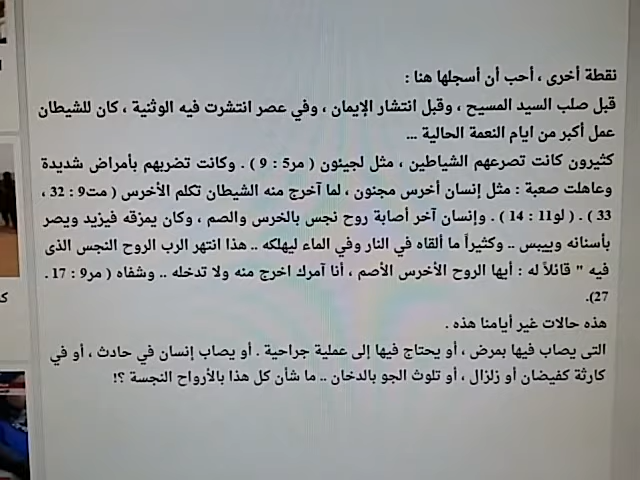 نقطة أخرى ، أحب أن أسجلها هنا :
قبل صلب السيد المسيح ، وقبل انتشار الإيمان ، وفي عصر انتشرت فيه الوثنية ، كان للشيطان
عمل أكبر من ايام النعمة الحالية ...
كثيرون كانت تصرعهم الشياطين ، مثل لجيئون ( مر5 : 9 ) . وكانت تضربهم بأمراض شديدة
وعاهلت صعبة : مثل إنسان أخرس مجنون ، لما آخرج منه الشيطان تكلم الأخرس ( مت9 : 32 ،
33 ) . ( لو11 : 14 ) . وإنسان آخر أصابة روح نجس بالخرس والصم ، وكان يمزقه فيزيد ويصر
بأسنانه وييبس .. وكثيراً ما ألقاه في النار وفي الماء ليهلكه .. هذا انتهر الرب الروح النجس الذى
فيه " قائلاً له : أيها الروح الأخرس الأصم ، أنا آمرك اخرج منه ولا تدخله .. وشفاه ( مر9 : 17 .
27).
هذه حالات غير أيامنا هذه .
التى يصاب فيها بمرض ، أو يحتاج فيها إلى عملية جراحية . أو يصاب إنسان في حادث ، أو في
كارثة كفيضان أو زلزال ، أو تلوث الجو بالدخان .. ما شأن كل هذا بالأرواح النجسة ؟!